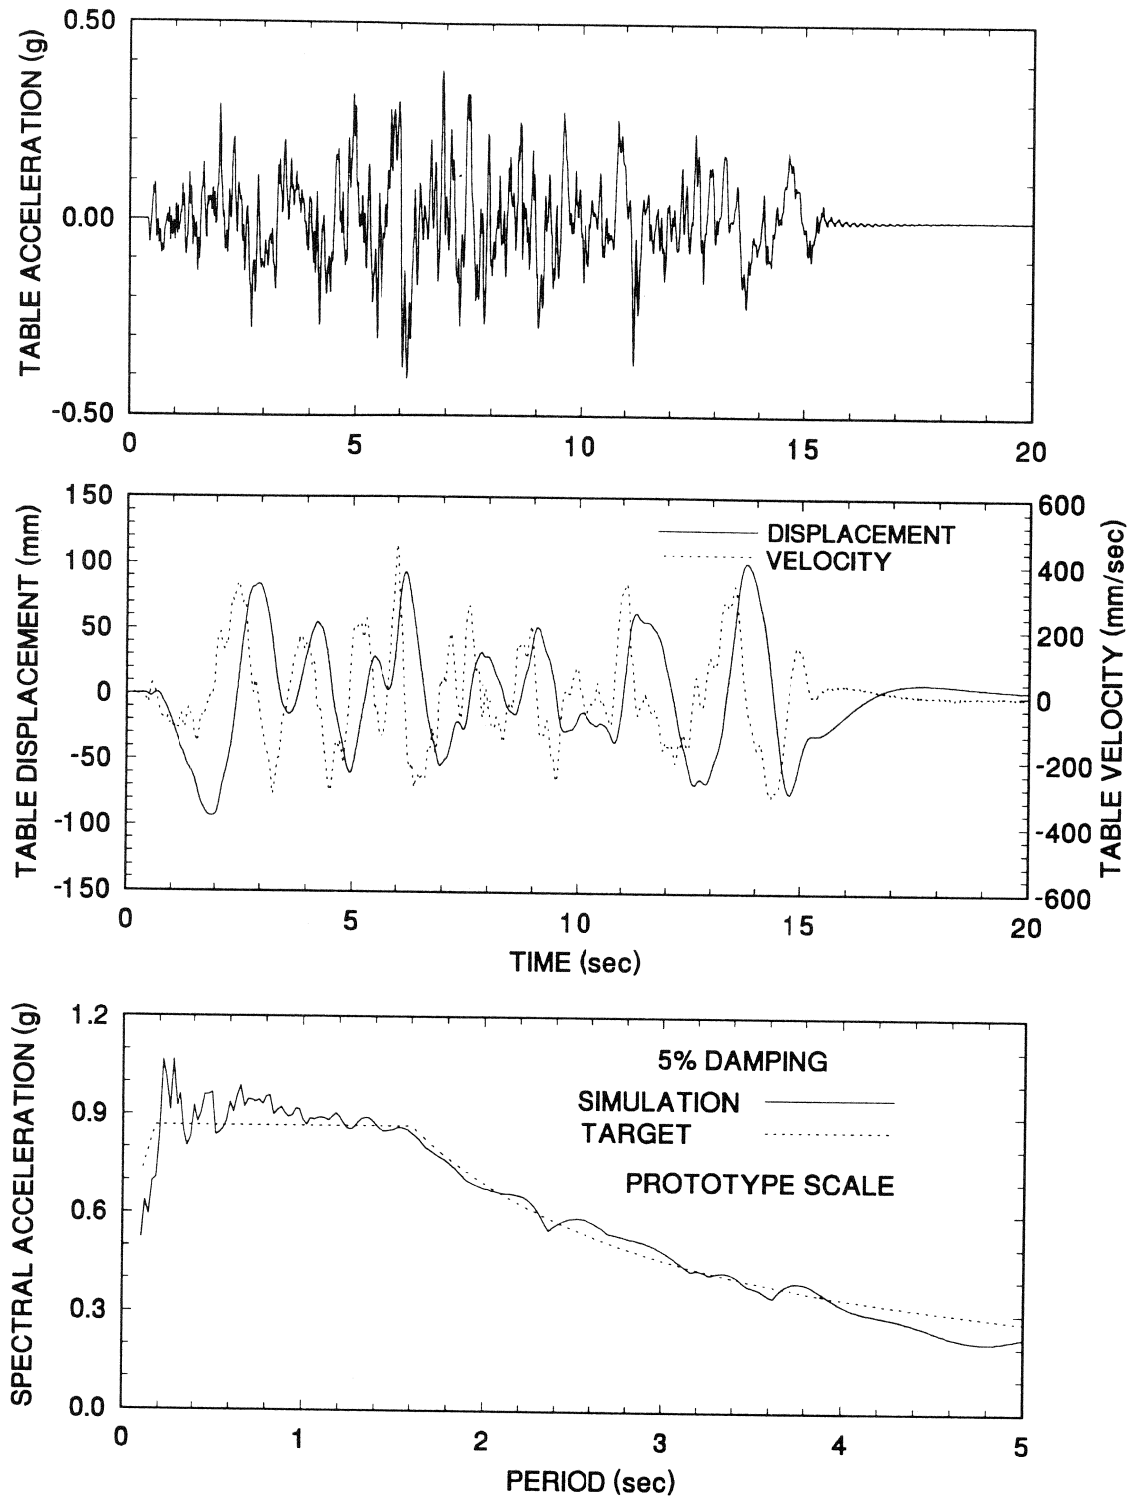 TABLE ACCELERATION (g)
0.50
0.00
-0.50
0 5 10 15 20
TABLE DISPLACEMENT (mm)
150
100
50
0
-50
-100
-150
DISPLACEMENT
VELOCITY
600
400
200
0
-200
-400
-600
TABLE VELOCITY (mm/sec)
0 5 10 15 20
TIME (sec)
SPECTRAL ACCELERATION (g)
1.2
0.9
0.6
0.3
0.0
5% DAMPING
SIMULATION
TARGET
PROTOTYPE SCALE
0 1 2 3 4 5
PERIOD (sec)